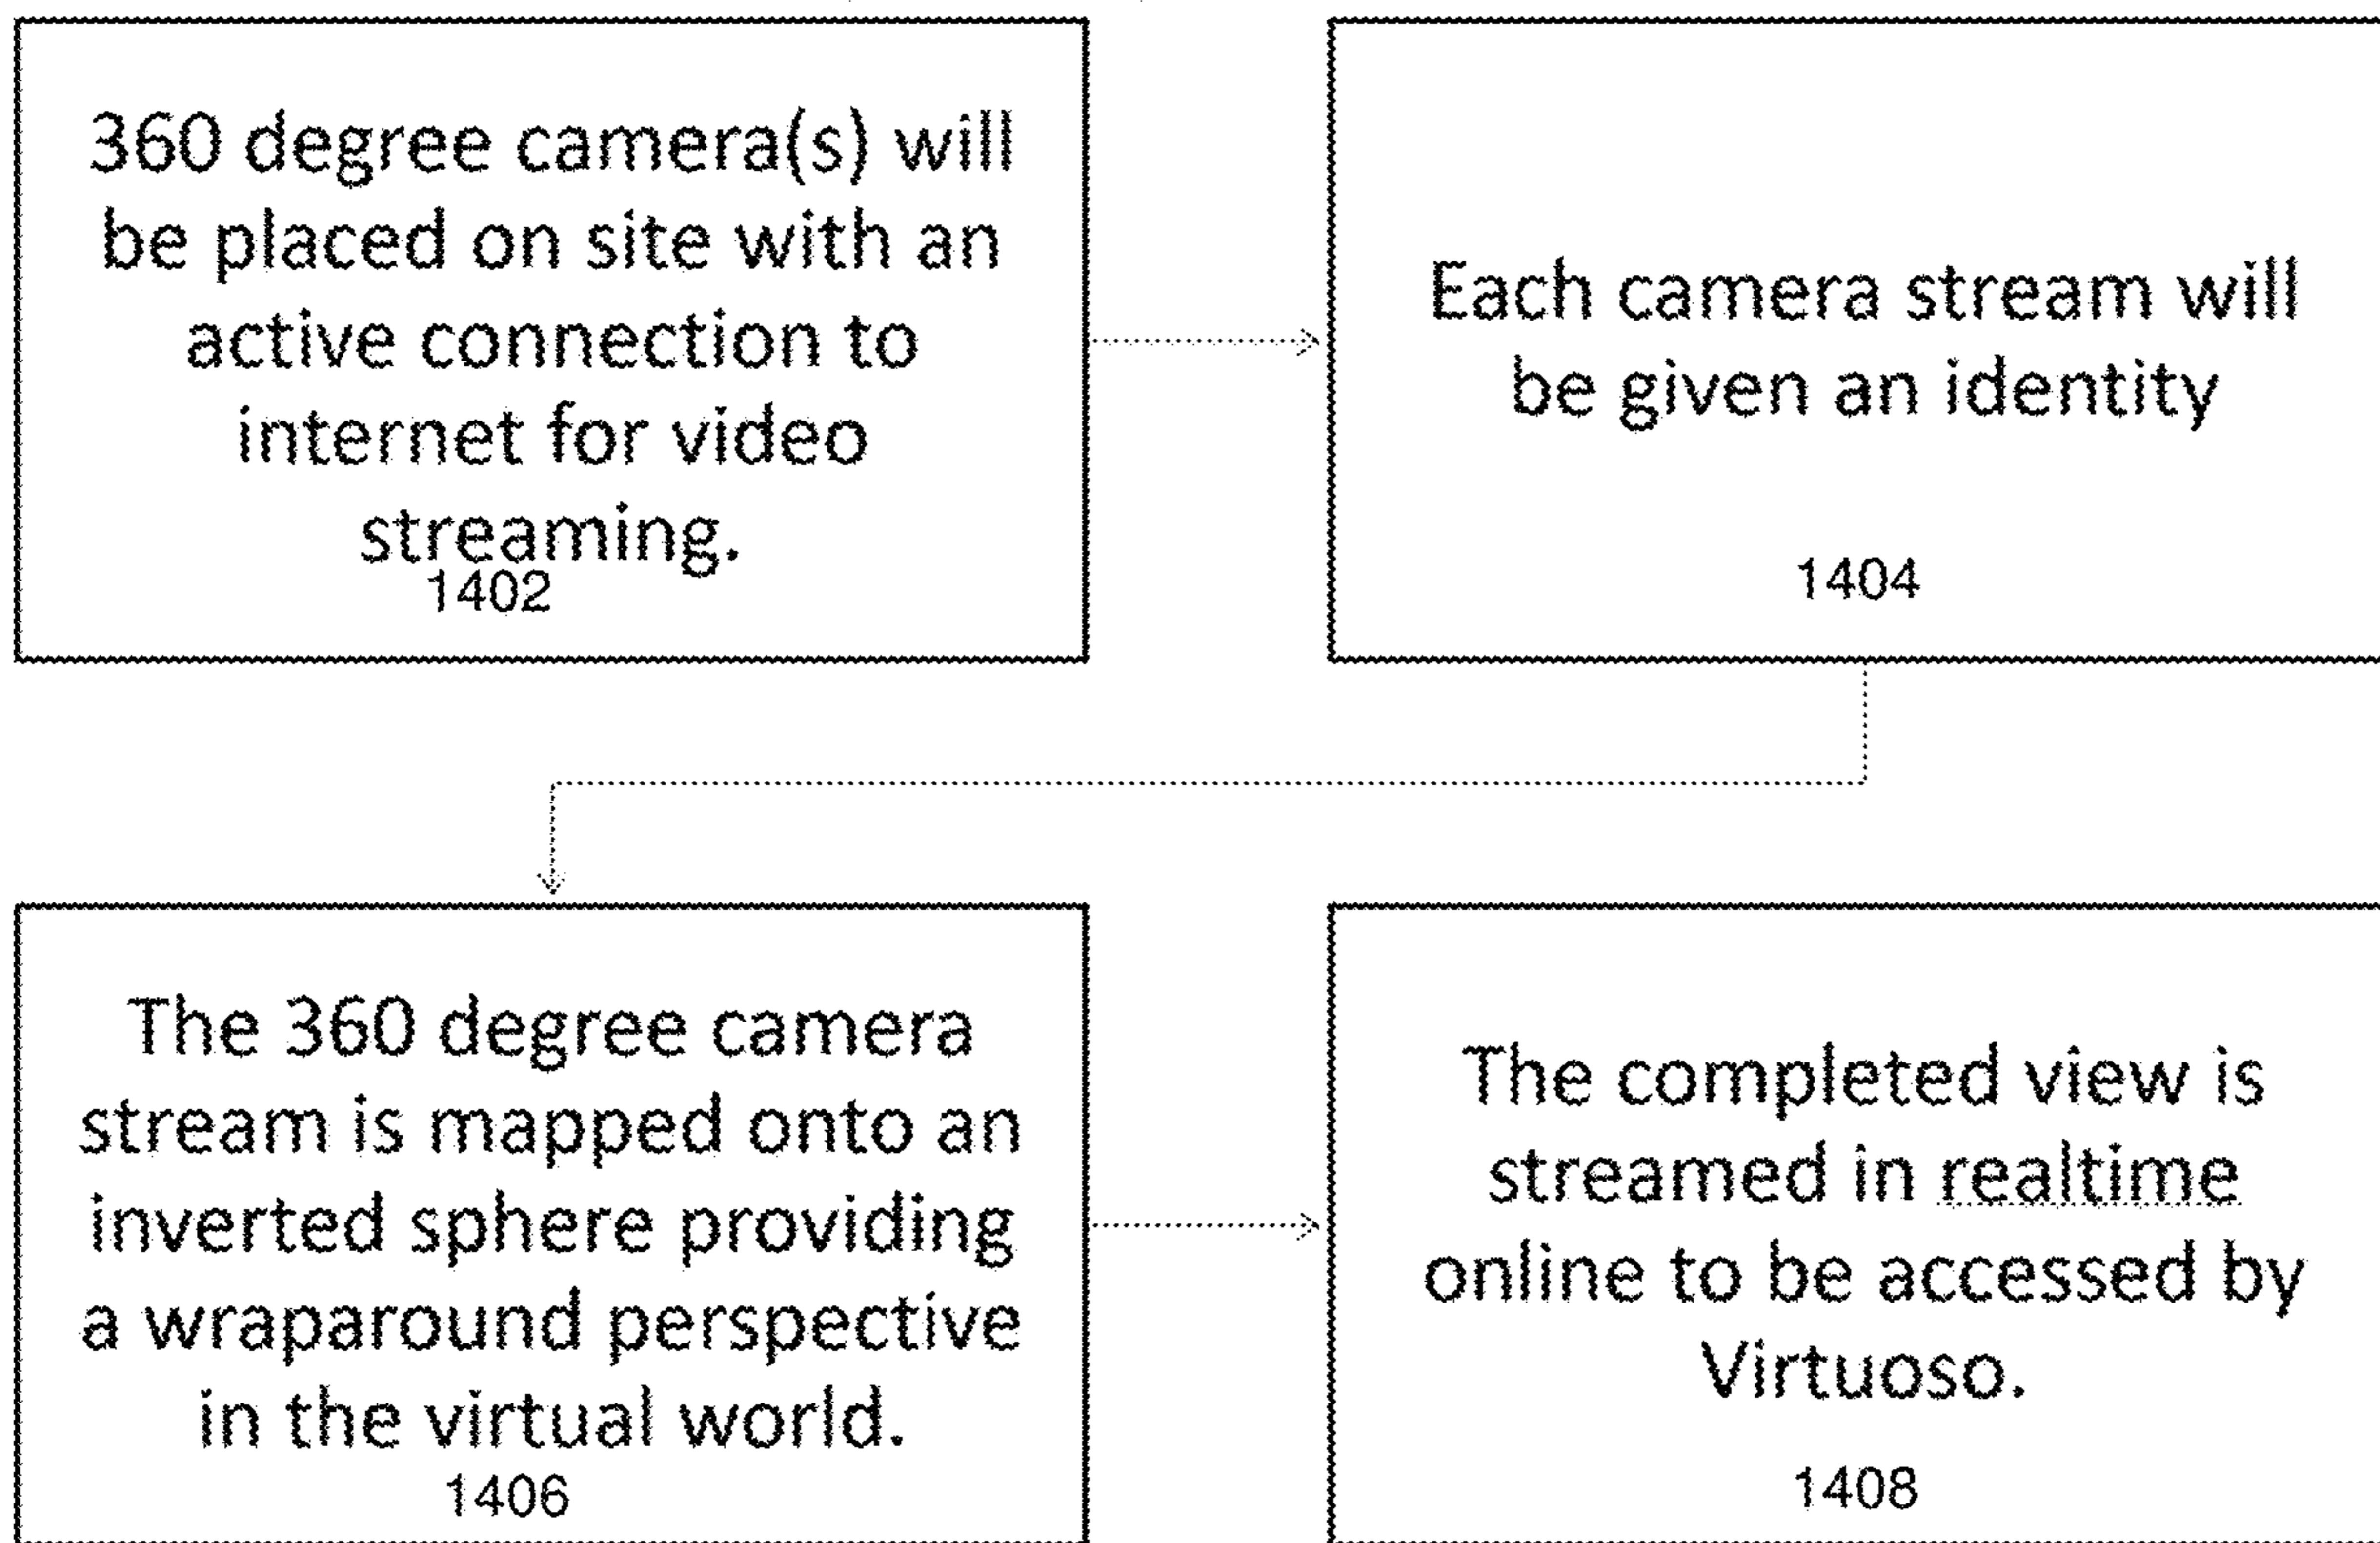 360 degree camera(s) will
be placed on site with an
active connection to
internet for video
streaming.
1402
Each camera stream will
be given an identity
1404
The 360 degree camera
stream is mapped onto an
inverted sphere providing
a wraparound perspective
in the virtual world.
1406
The completed view is
streamed in realtime
online to be accessed by
Virtuoso.
1408